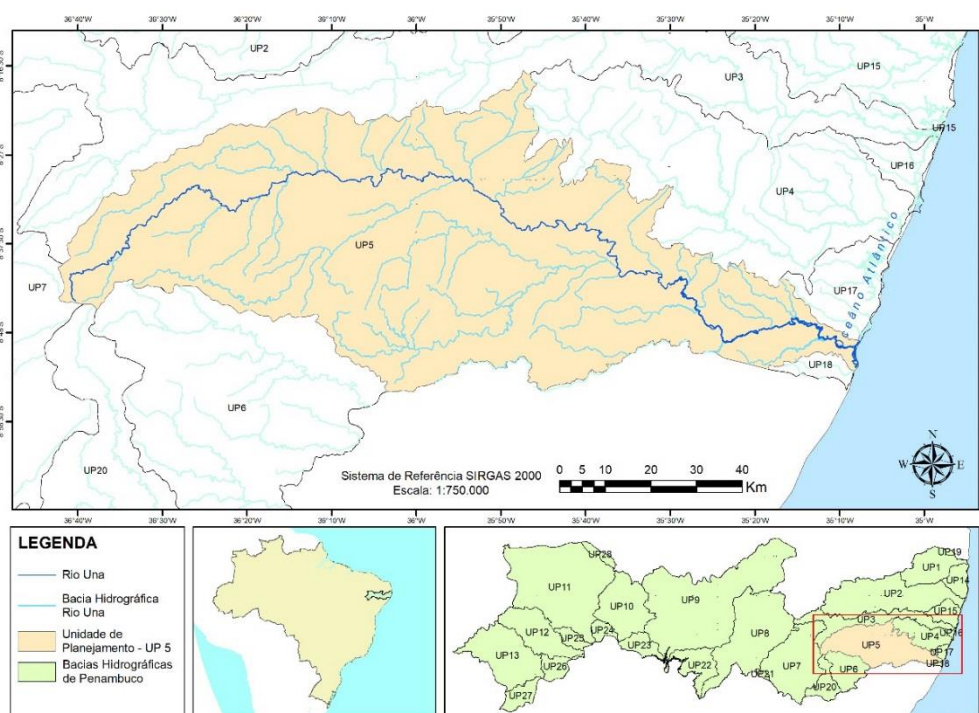 36°40'W 36°30'W 36°20'W 36°10'W 36°W 35°50'W 35°40'W 35°30'W 35°20'W 35°10'W 35°W
UP2
UP3
UP15
UP15
UP16
UP4
UP5
UP7
UP17
Oceano Atlântico
UP18
UP6
UP20
N
W E
S
Sistema de Referência SIRGAS 2000
Escala: 1:750.000
0 5 10 20 30 40
Km
36°40'W 36°30'W 36°20'W 36°10'W 36°W 35°50'W 35°40'W 35°30'W 35°20'W 35°10'W 35°W
LEGENDA
Rio Una
Bacia Hidrográfica
Rio Una
Unidade de
Planejamento - UP 5
Bacias Hidrográficas
de Pernambuco
UP28
UP19
UP1
UP11
UP14
UP2
UP10
UP9
UP15
UP3
UP8
UP24
UP12
UP25
UP23
UP4
UP16
UP5
UP17
UP13
UP26
UP22
UP7
UP6
UP18
UP21
UP20
UP27